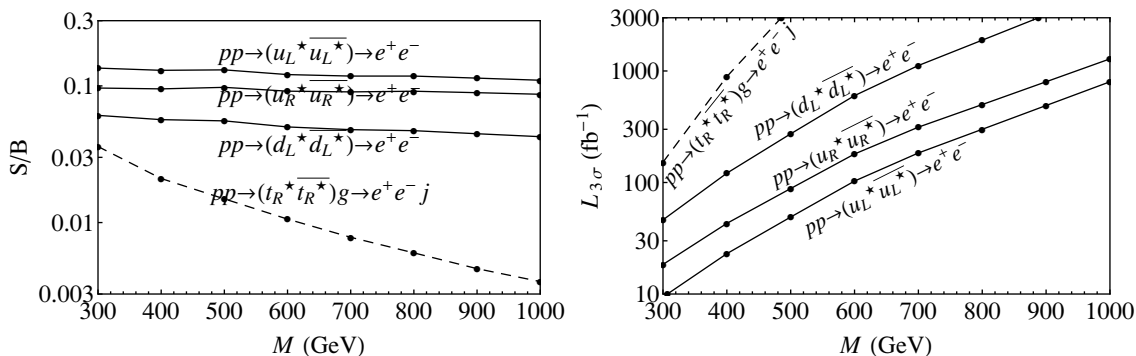 0.3
pp→(u_L^★ \overline{u_L^★})→e^+ e^−
0.1
pp→(u_R^★ \overline{u_R^★})→e^+ e^−
pp→(d_L^★ \overline{d_L^★})→e^+ e^−
0.03
pp→(t_R^★ \overline{t_R^★})g→e^+ e^− j
0.01
0.003
S/B
300 400 500 600 700 800 900 1000
M (GeV)
3000
1000
300
100
30
10
L_{3σ} (fb^{−1})
pp→(t_R^★ \overline{t_R^★})g→e^+ e^− j
pp→(d_L^★ \overline{d_L^★})→e^+ e^−
pp→(u_R^★ \overline{u_R^★})→e^+ e^−
pp→(u_L^★ \overline{u_L^★})→e^+ e^−
300 400 500 600 700 800 900 1000
M (GeV)